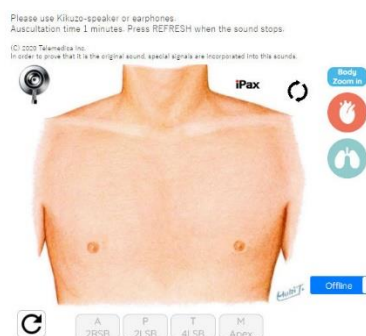 Please use Kikuzo-speaker or earphones.
Auscultation time 1 minutes. Press REFRESH when the sound stops.
(C) 2020 Telemedica Inc.
In order to prove that it is the original sound, special signals are incorporated into this sounds.
iPax
Body
Zoom in
Offline
A
2RSB
P
2LSB
T
4LSB
M
Apex